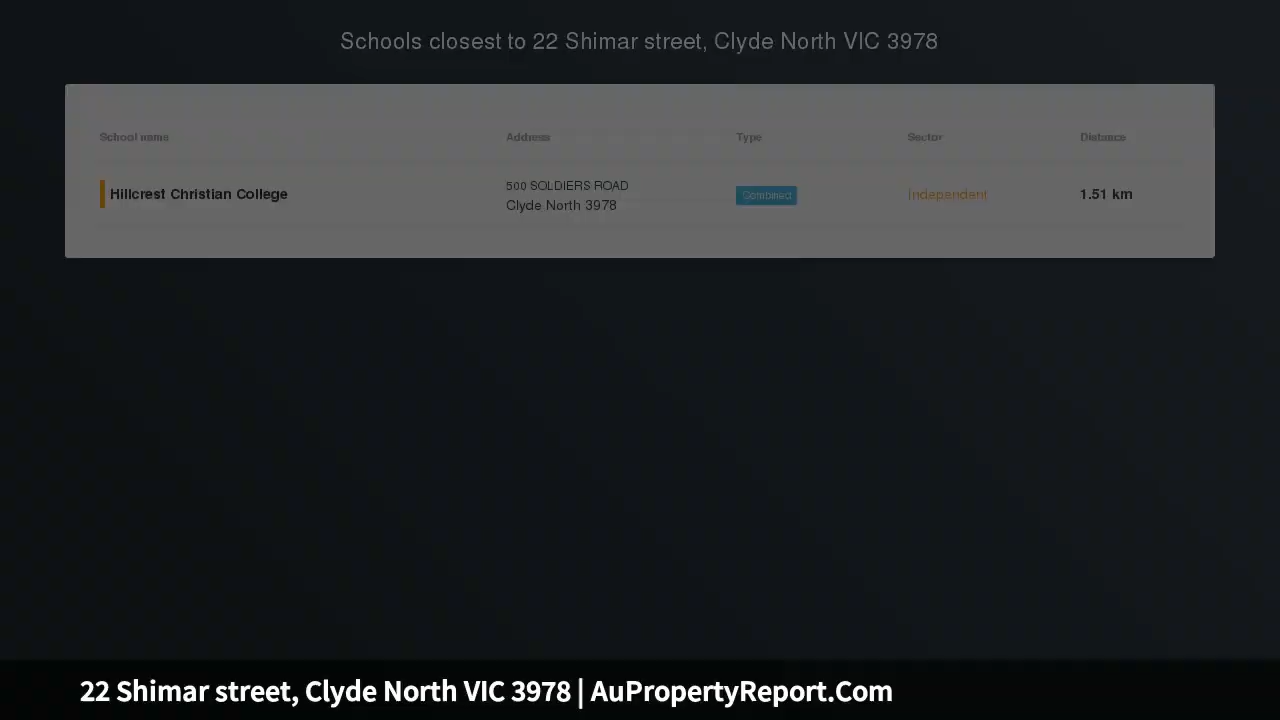 Schools closest to 22 Shimar street, Clyde North VIC 3978
School name Address Type Sector Distance
Hillcrest Christian College 500 SOLDIERS ROAD Combined Independent 1.51 km
Clyde North 3978
22 Shimar street, Clyde North VIC 3978 | AuPropertyReport.Com